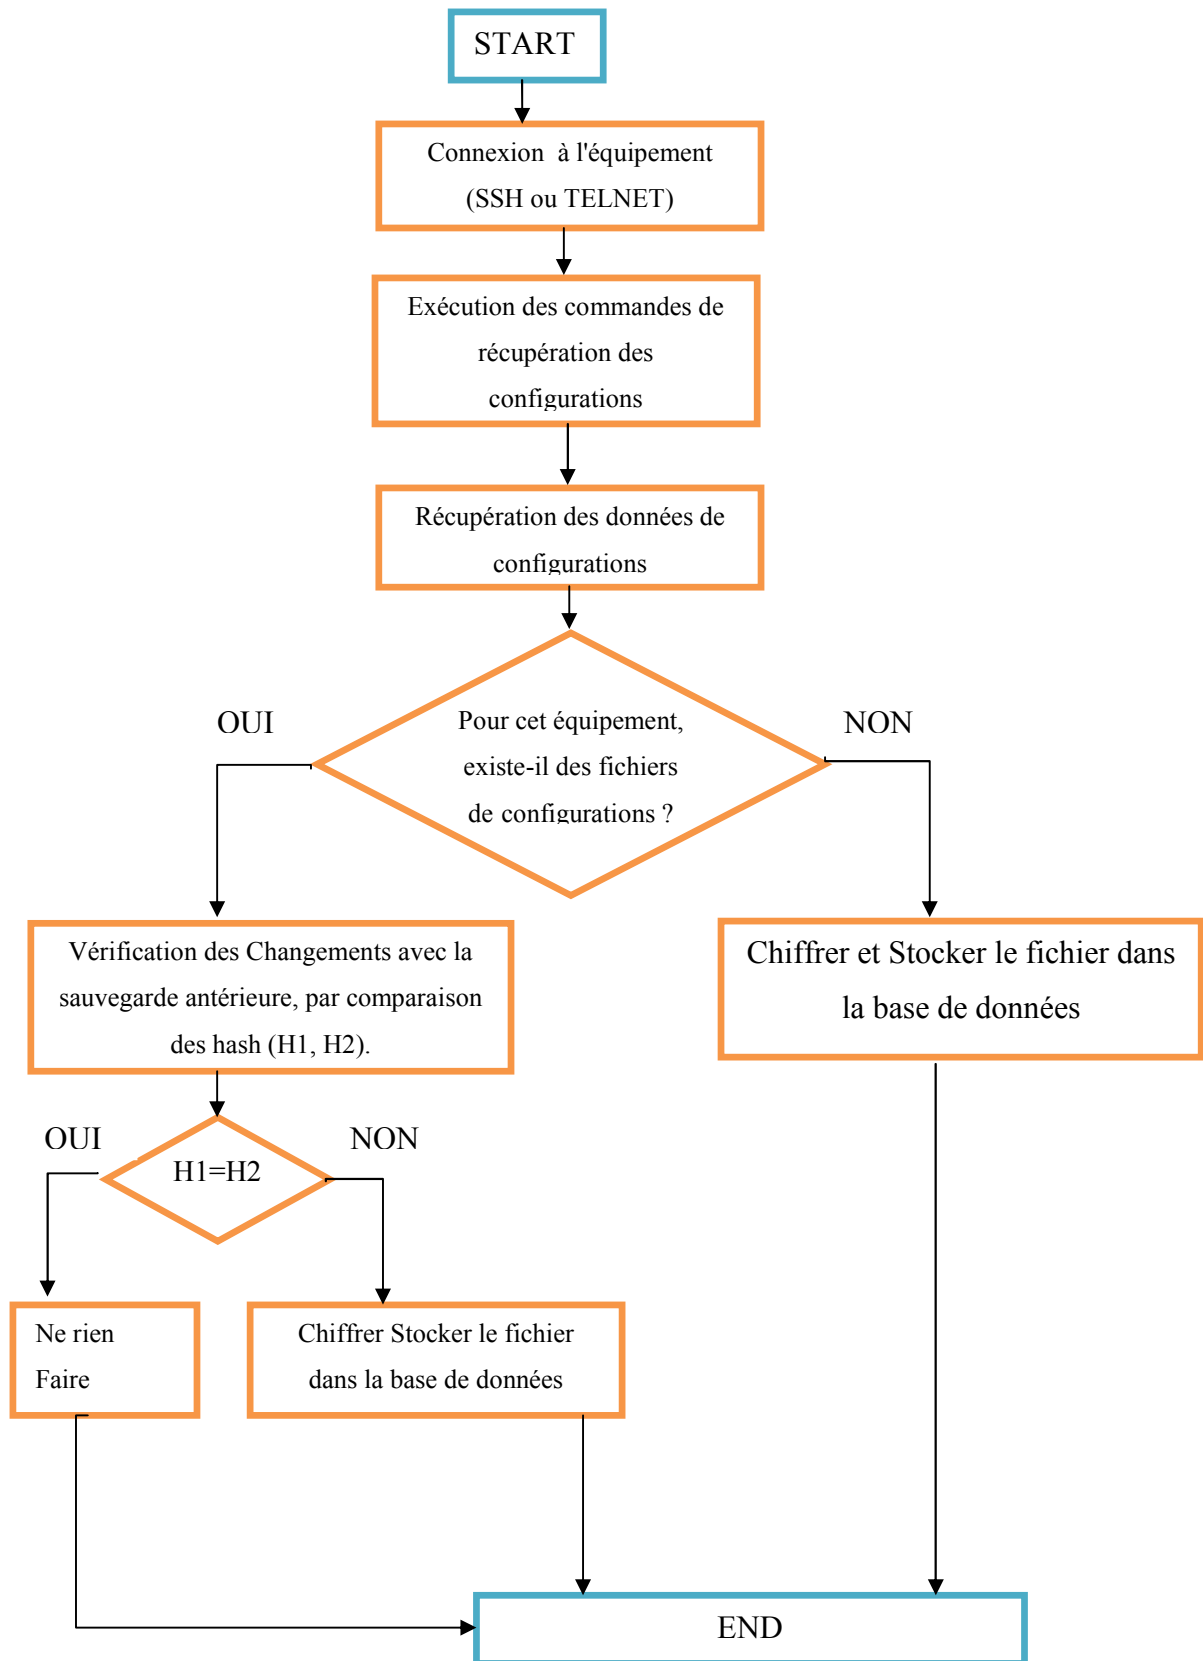 START
Connexion à l'équipement
(SSH ou TELNET)
Exécution des commandes de
récupération des
configurations
Récupération des données de
configurations
OUI
NON
Pour cet équipement,
existe-il des fichiers
de configurations ?
Vérification des Changements avec la
sauvegarde antérieure, par comparaison
des hash (H1, H2).
Chiffrer et Stocker le fichier dans
la base de données
OUI
NON
H1=H2
Ne rien
Faire
Chiffrer Stocker le fichier
dans la base de données
END